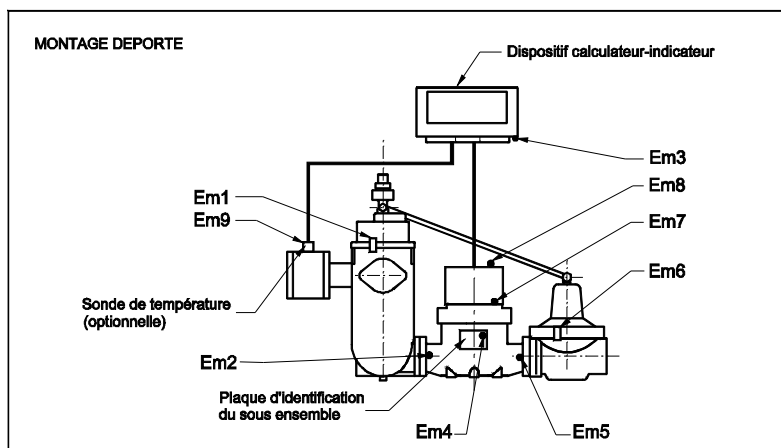 MONTAGE DEPORTE
Dispositif calculateur-indicateur
Em3
Em8
Em1
Em9
Em7
Em6
Sonde de température
(optionnelle)
Em2
Plaque d'identification
du sous ensemble
Em4
Em5